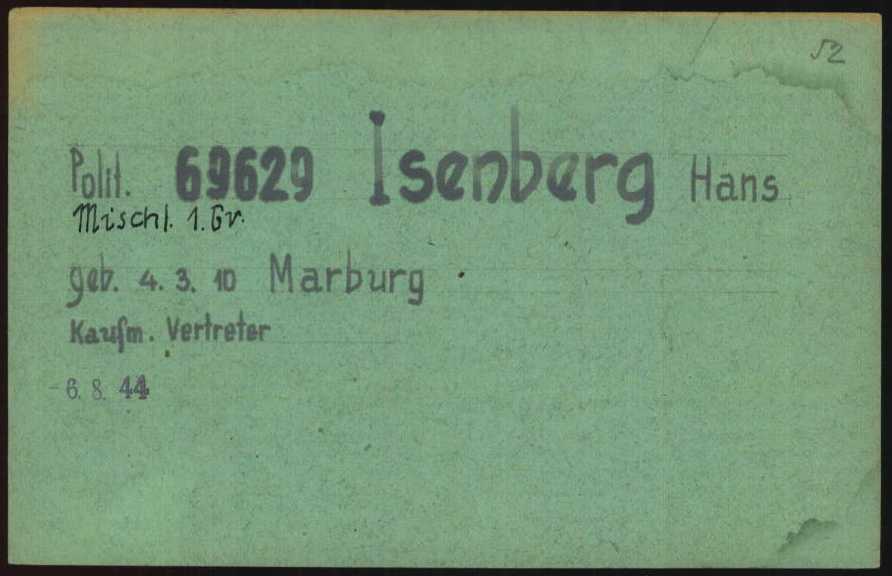 52
Polit. 69629 Isenberg Hans
Mischl. 1. Gr.
geb. 4. 3. 10 Marburg
Kaufm. Vertreter
-6. 8. 44